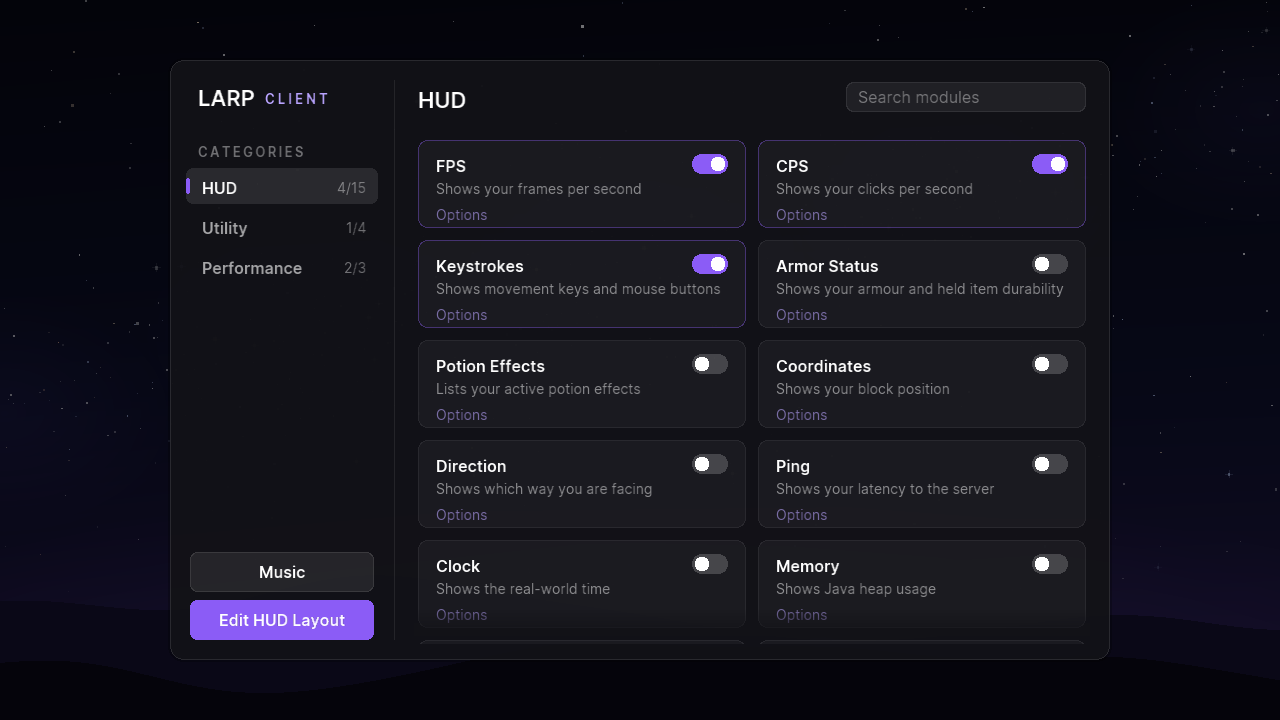 LARP CLIENT
CATEGORIES
HUD 4/15
Utility 1/4
Performance 2/3
Music
Edit HUD Layout
HUD
Search modules
FPS
Shows your frames per second
Options
CPS
Shows your clicks per second
Options
Keystrokes
Shows movement keys and mouse buttons
Options
Armor Status
Shows your armour and held item durability
Options
Potion Effects
Lists your active potion effects
Options
Coordinates
Shows your block position
Options
Direction
Shows which way you are facing
Options
Ping
Shows your latency to the server
Options
Clock
Shows the real-world time
Options
Memory
Shows Java heap usage
Options